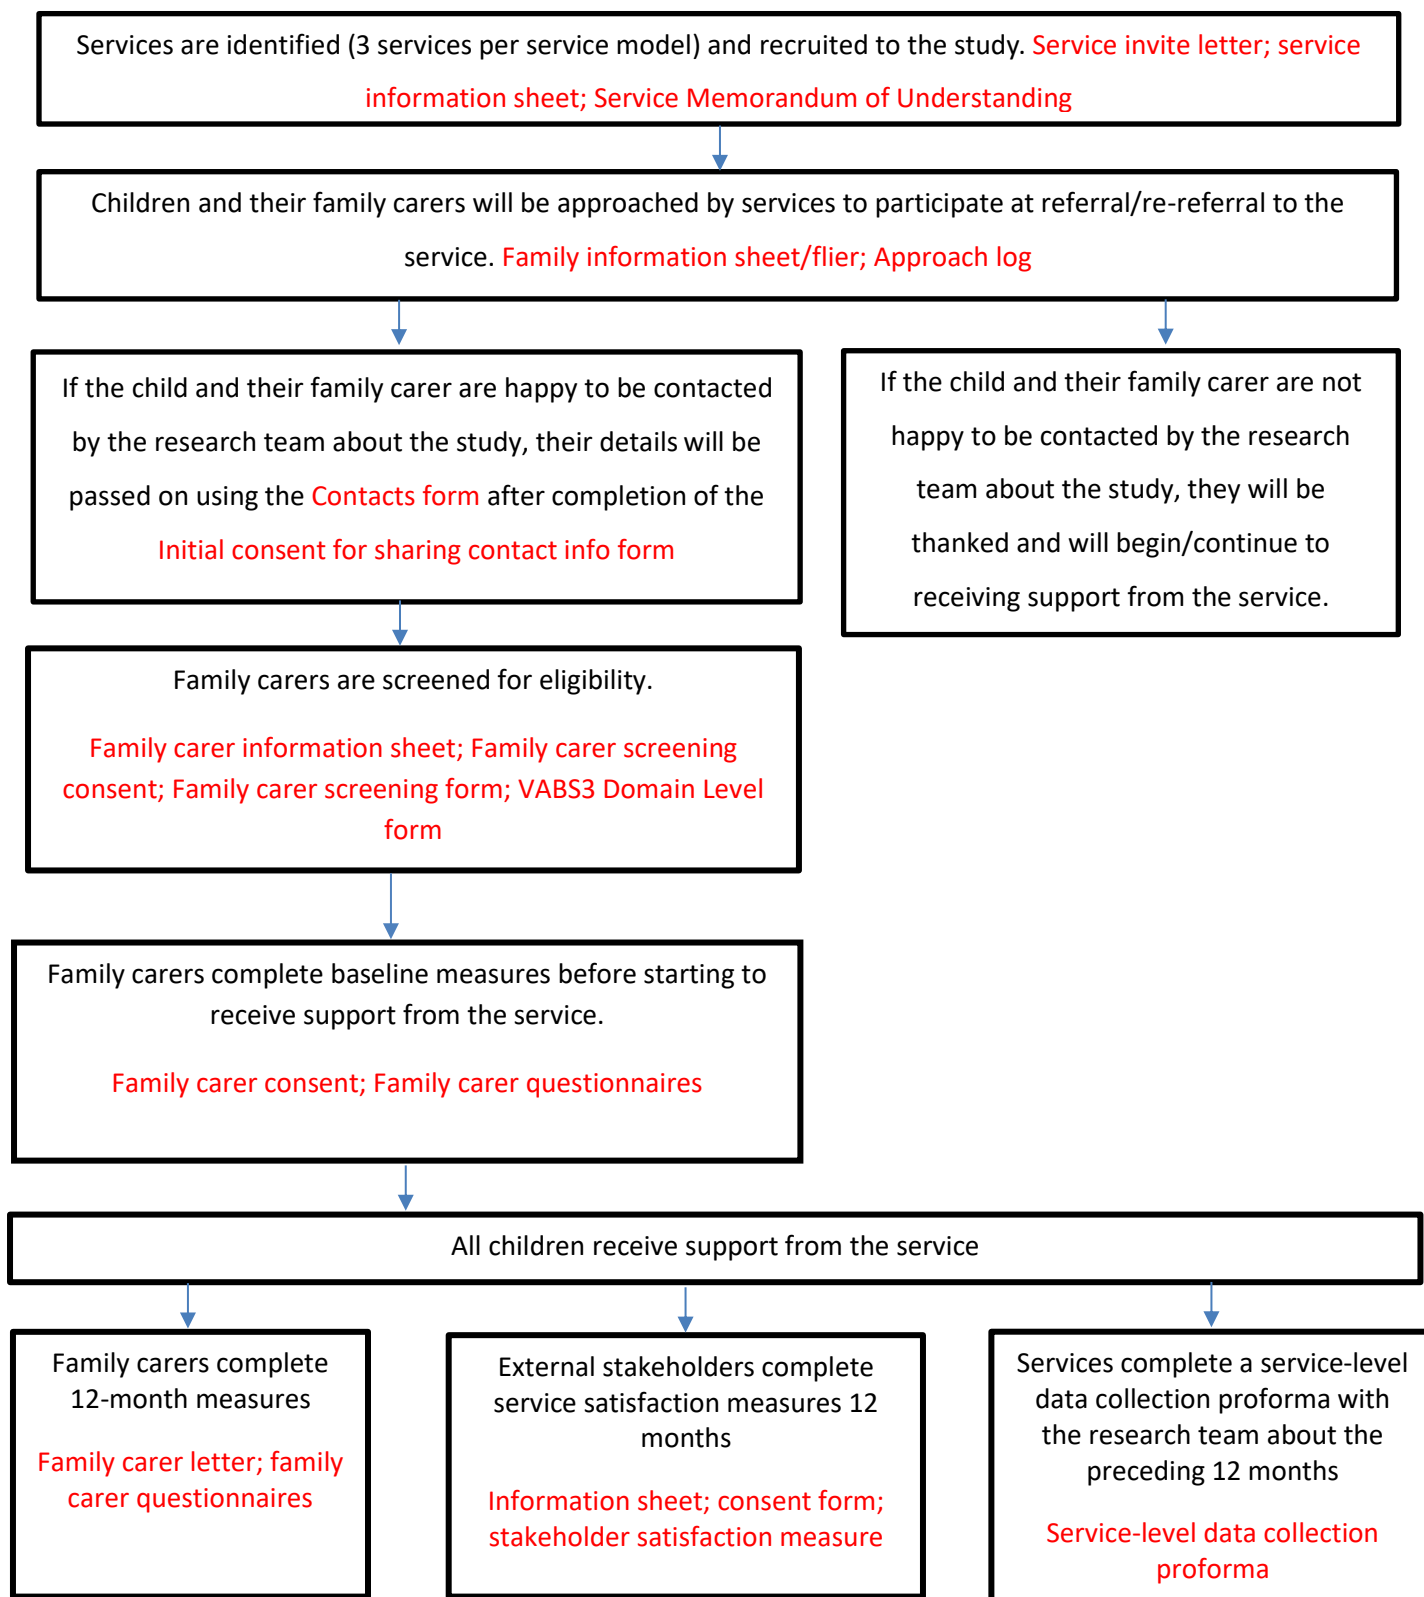 Services are identified (3 services per service model) and recruited to the study. Service invite letter; service
information sheet; Service Memorandum of Understanding
Children and their family carers will be approached by services to participate at referral/re-referral to the
service. Family information sheet/flier; Approach log
If the child and their family carer are happy to be contacted
by the research team about the study, their details will be
passed on using the Contacts form after completion of the
Initial consent for sharing contact info form
If the child and their family carer are not
happy to be contacted by the research
team about the study, they will be
thanked and will begin/continue to
receiving support from the service.
Family carers are screened for eligibility.
Family carer information sheet; Family carer screening
consent; Family carer screening form; VABS3 Domain Level
form
Family carers complete baseline measures before starting to
receive support from the service.
Family carer consent; Family carer questionnaires
All children receive support from the service
Family carers complete
12-month measures
Family carer letter; family
carer questionnaires
External stakeholders complete
service satisfaction measures 12
months
Information sheet; consent form;
stakeholder satisfaction measure
Services complete a service-level
data collection proforma with
the research team about the
preceding 12 months
Service-level data collection
proforma